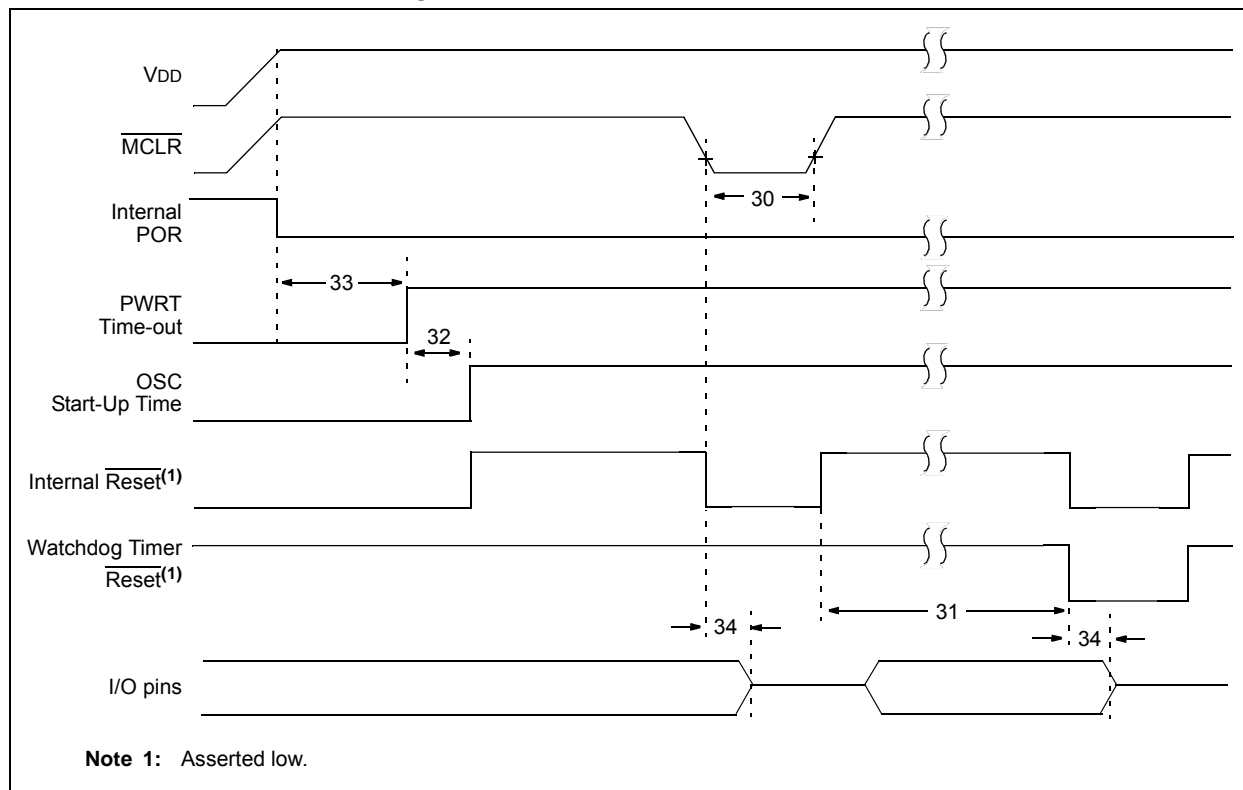 VDD
MCLR
30
Internal
POR
33
PWRT
Time-out
32
OSC
Start-Up Time
Internal Reset(1)
Watchdog Timer
Reset(1)
31
34
34
I/O pins
Note 1: Asserted low.